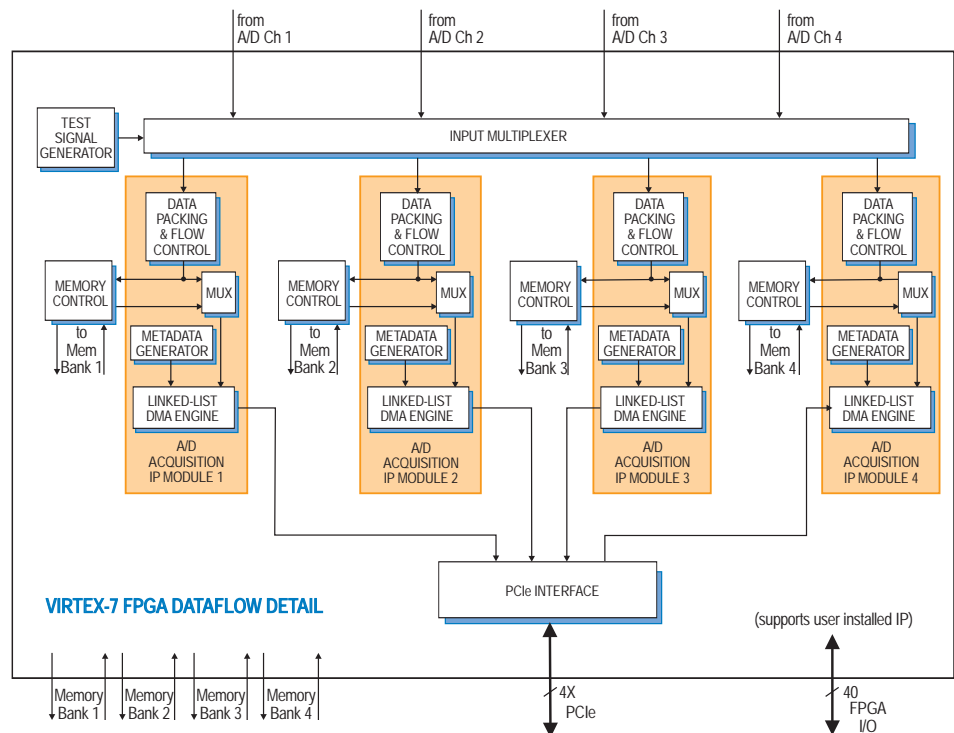 from
A/D Ch 1
from
A/D Ch 2
from
A/D Ch 3
from
A/D Ch 4
TEST
SIGNAL
GENERATOR
INPUT MULTIPLEXER
DATA
PACKING
& FLOW
CONTROL
DATA
PACKING
& FLOW
CONTROL
DATA
PACKING
& FLOW
CONTROL
DATA
PACKING
& FLOW
CONTROL
MEMORY
CONTROL
MUX
MEMORY
CONTROL
MUX
MEMORY
CONTROL
MUX
MEMORY
CONTROL
MUX
to
Mem
Bank 1
METADATA
GENERATOR
to
Mem
Bank 2
METADATA
GENERATOR
to
Mem
Bank 3
METADATA
GENERATOR
to
Mem
Bank 4
METADATA
GENERATOR
LINKED-LIST
DMA ENGINE
LINKED-LIST
DMA ENGINE
LINKED-LIST
DMA ENGINE
LINKED-LIST
DMA ENGINE
A/D
ACQUISITION
IP MODULE 1
A/D
ACQUISITION
IP MODULE 2
A/D
ACQUISITION
IP MODULE 3
A/D
ACQUISITION
IP MODULE 4
PCIe INTERFACE
VIRTEX-7 FPGA DATAFLOW DETAIL
(supports user installed IP)
Memory
Bank 1
Memory
Bank 2
Memory
Bank 3
Memory
Bank 4
4X
PCIe
40
FPGA
I/O